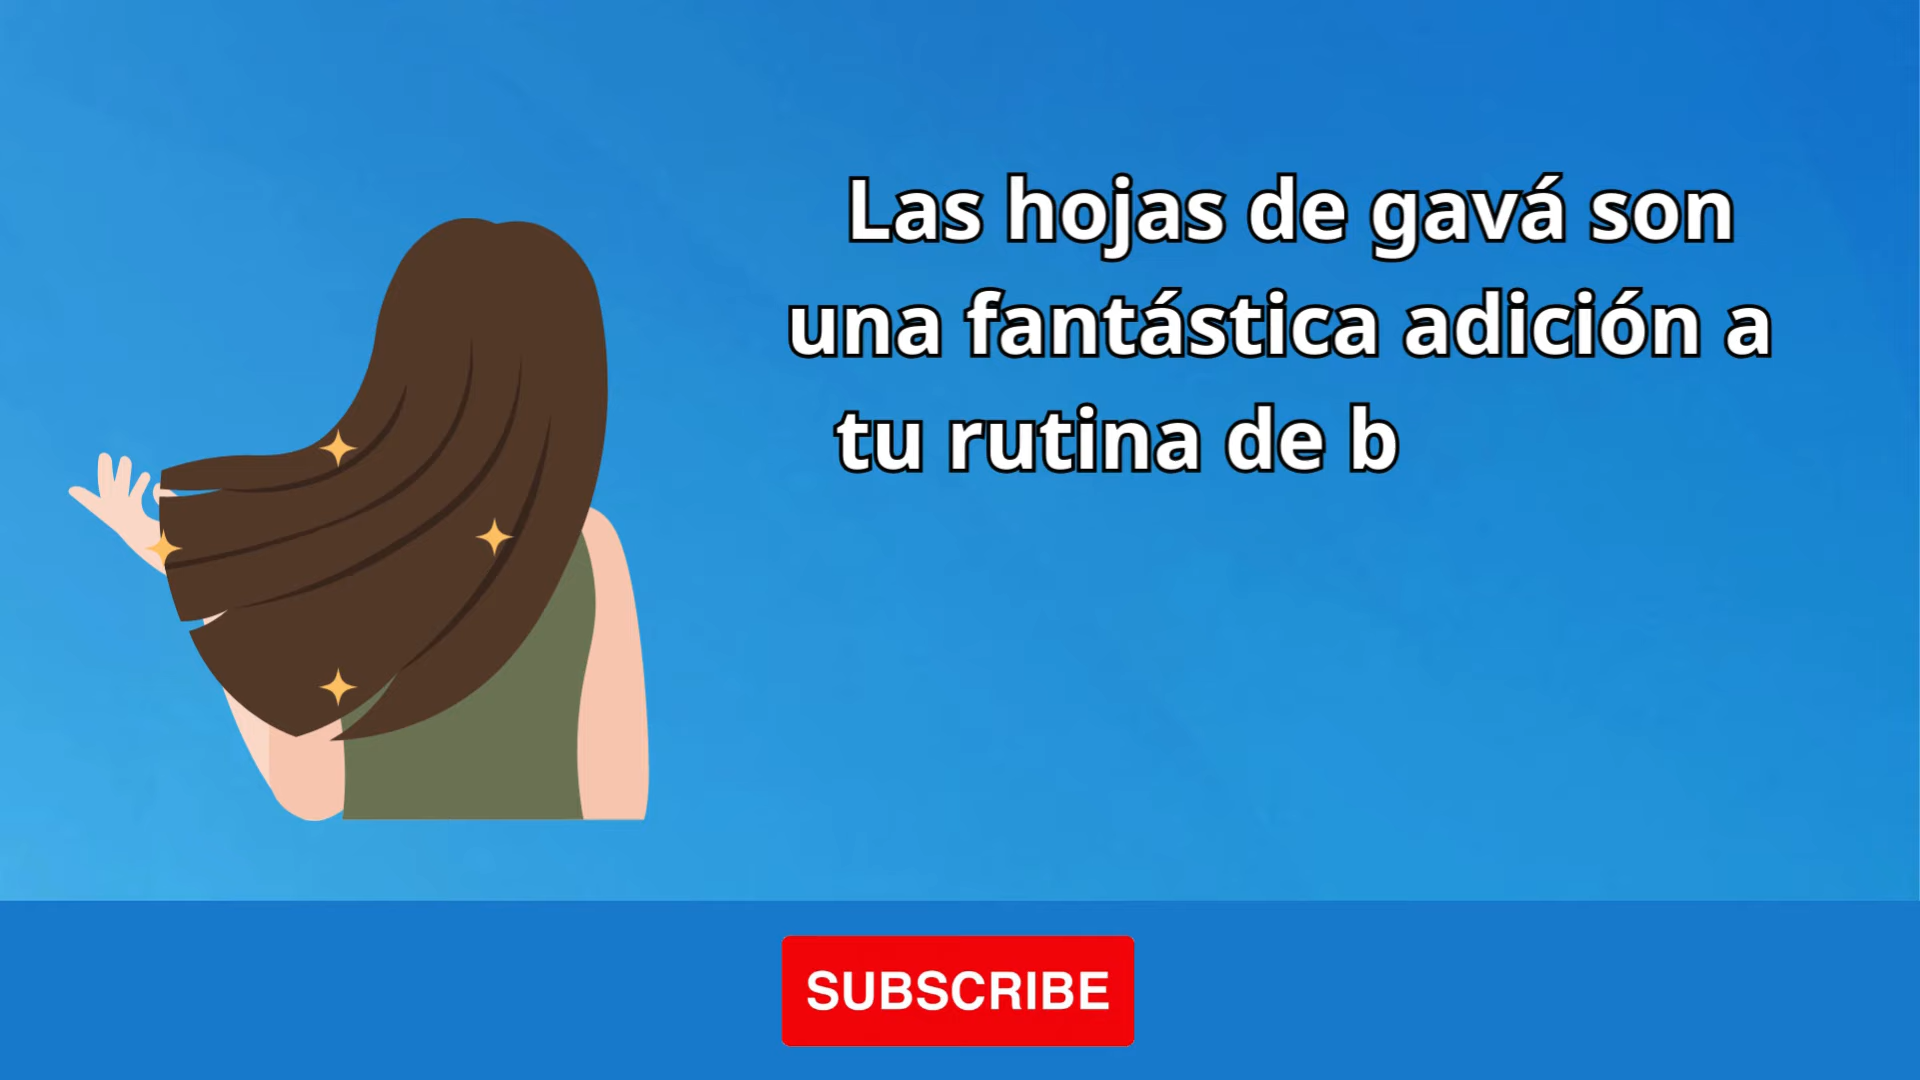 Las hojas de gavá son
una fantástica adición a
tu rutina de b
SUBSCRIBE